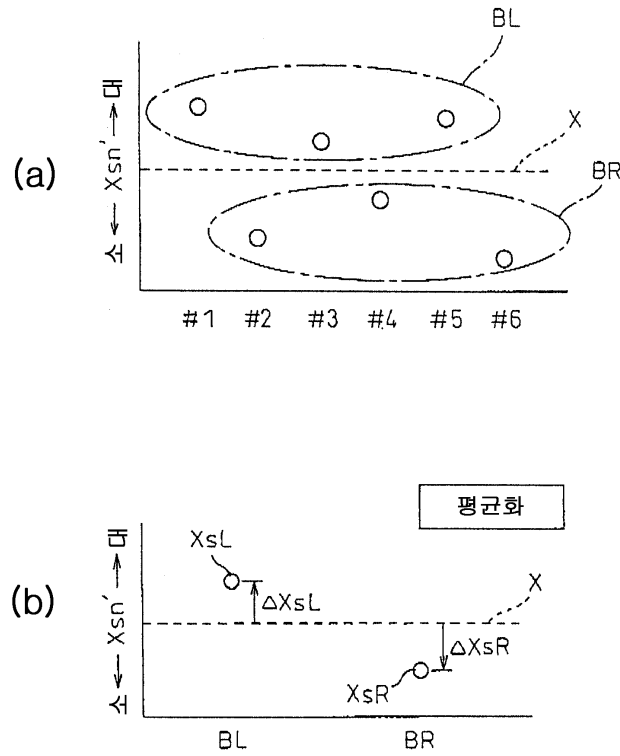 BL
X
BR
(a)
소 ← Xsn' → 대
#1 #2 #3 #4 #5 #6
평균화
XsL
ΔXsL
X
(b)
소 ← Xsn' → 대
ΔXsR
XsR
BL BR